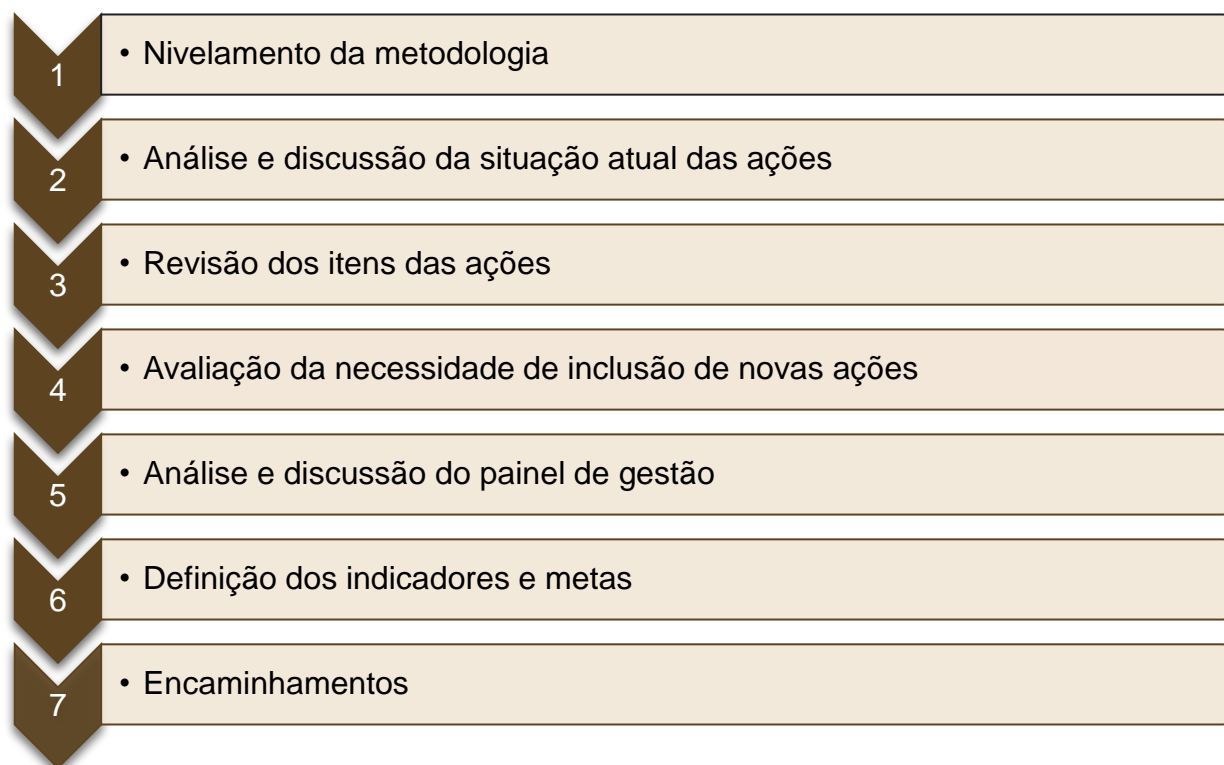 1
• Nivelamento da metodologia
2
• Análise e discussão da situação atual das ações
3
• Revisão dos itens das ações
4
• Avaliação da necessidade de inclusão de novas ações
5
• Análise e discussão do painel de gestão
6
• Definição dos indicadores e metas
7
• Encaminhamentos